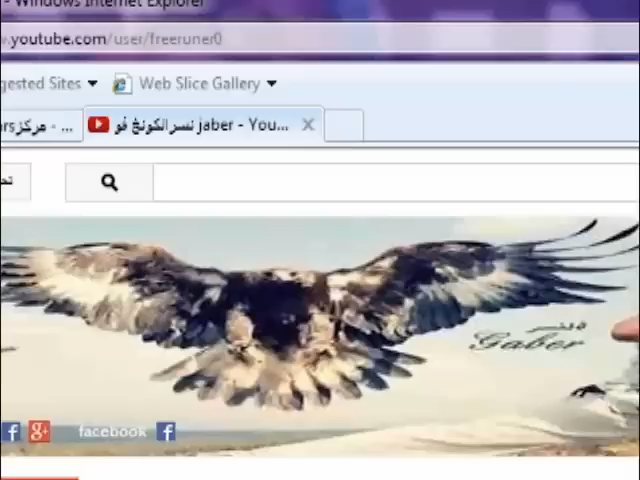 - Windows Internet Explorer
.youtube.com/user/freeruner0
gested Sites
Web Slice Gallery
نسرالكونغ فو jaber - You...
Gaber
facebook